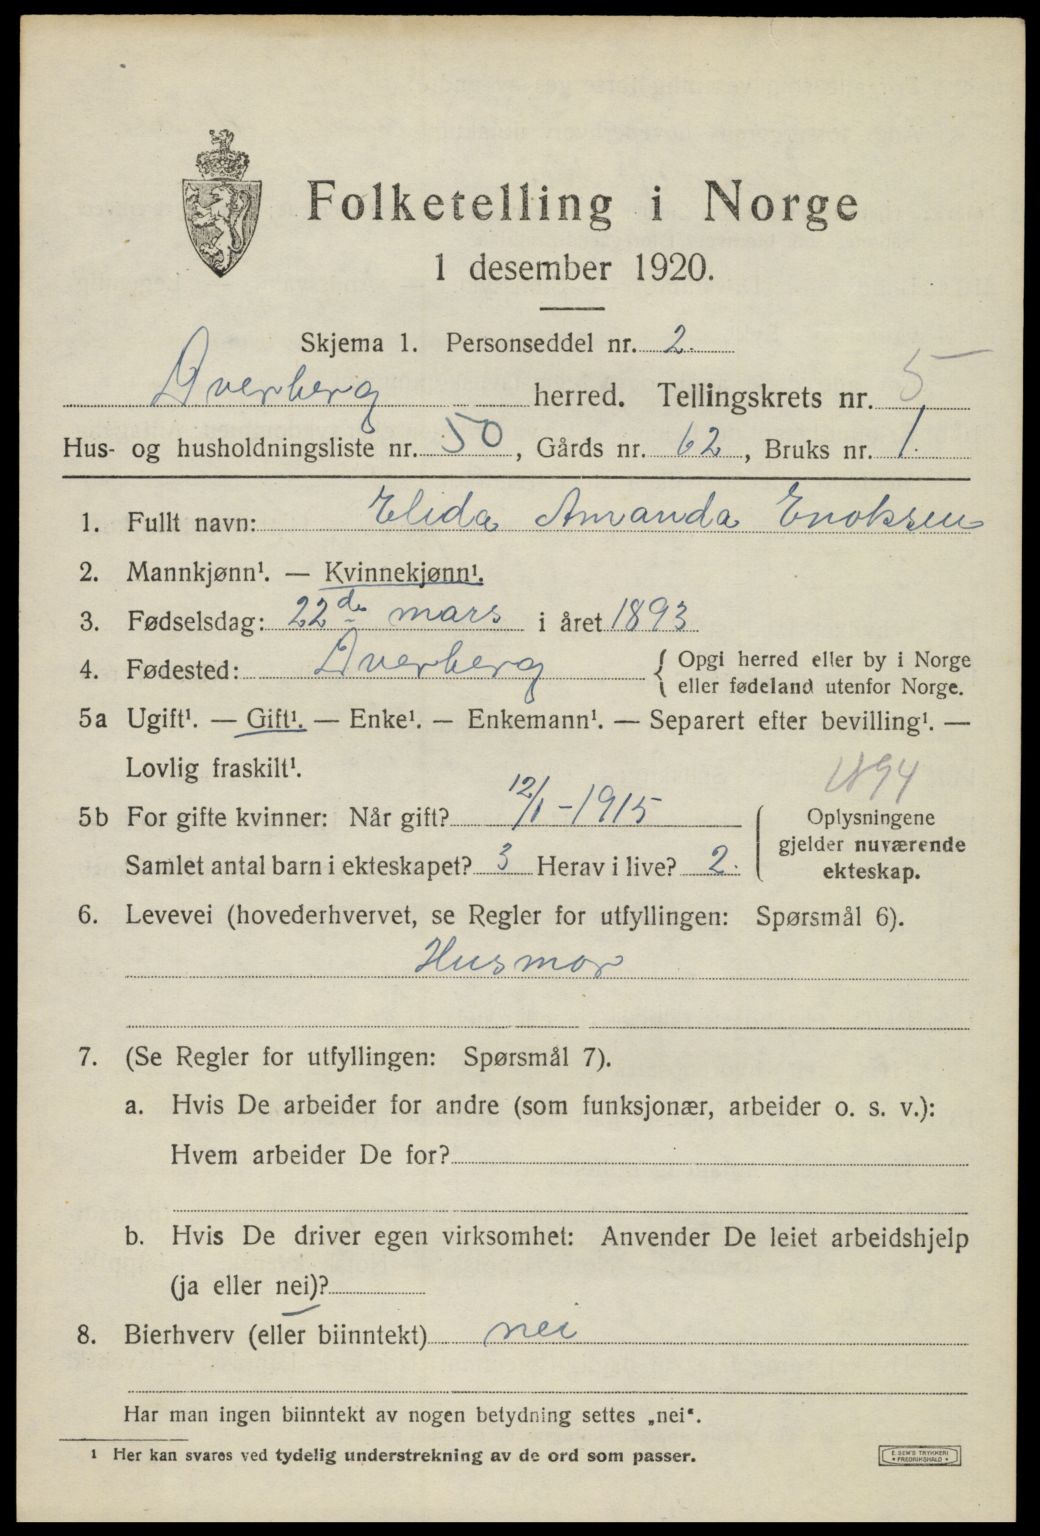 Folketelling i Norge
1 desember 1920.
Skjema 1. Personseddel nr. 2.
Dverberg herred. Tellingskrets nr. 5
Hus- og husholdningsliste nr. 50, Gårds nr. 62, Bruks nr. 1.
1. Fullt navn: Elida Amanda Enoksen
2. Mannkjønn¹. — Kvinnekjønn¹.
3. Fødselsdag: 22de mars i året 1893
4. Fødested: Dverberg { Opgi herred eller by i Norge
eller fødeland utenfor Norge.
5a Ugift¹. — Gift¹. — Enke¹. — Enkemann¹. — Separert efter bevilling¹. —
Lovlig fraskilt¹.
1894
5b For gifte kvinner: Når gift? 12/1-1915
Samlet antal barn i ekteskapet? 3 Herav i live? 2.
Oplysningene
gjelder nuværende
ekteskap.
6. Levevei (hovederhvervet, se Regler for utfyllingen: Spørsmål 6).
Husmor
7. (Se Regler for utfyllingen: Spørsmål 7).
a. Hvis De arbeider for andre (som funksjonær, arbeider o. s. v.):
Hvem arbeider De for?
b. Hvis De driver egen virksomhet: Anvender De leiet arbeidshjelp
(ja eller nei)?
8. Bierhverv (eller biinntekt) nei
Har man ingen biinntekt av nogen betydning settes „nei“.
¹ Her kan svares ved tydelig understrekning av de ord som passer.
E. SEM'S TRYKKERI
• FREDRIKSHALD •